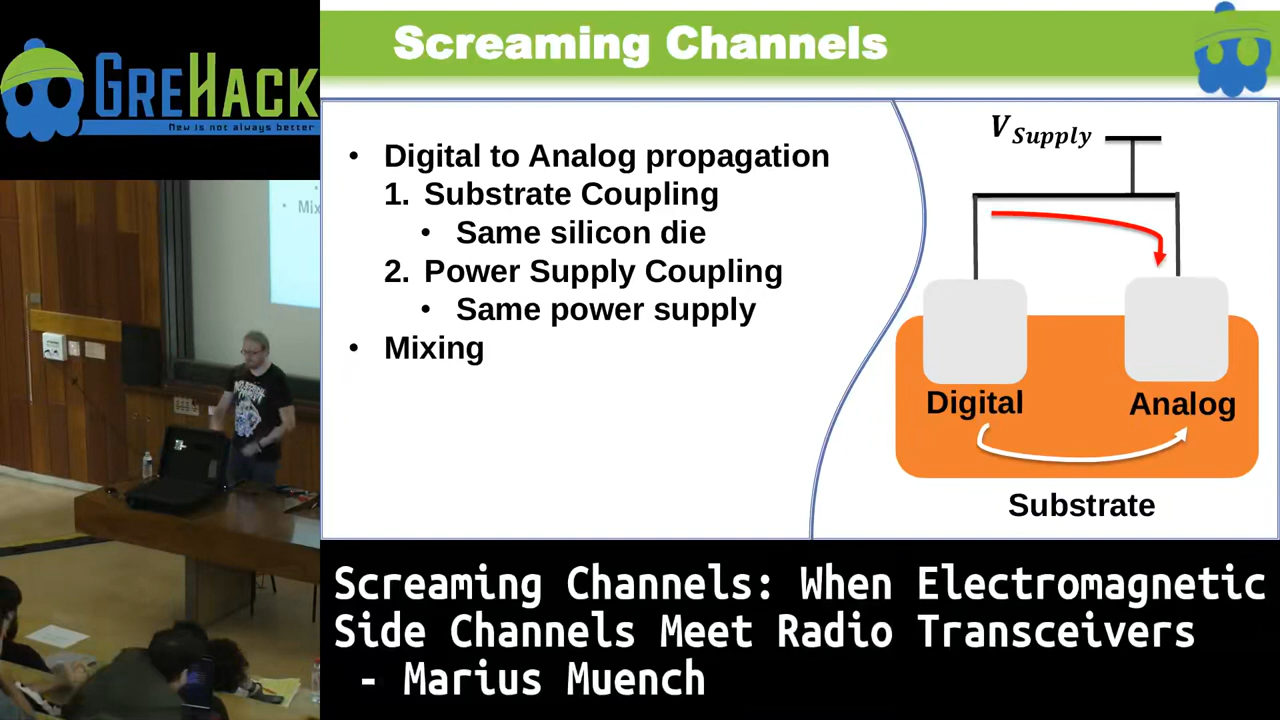 GREHACK
New is not always better
Mix
Screaming Channels
• Digital to Analog propagation
1. Substrate Coupling
• Same silicon die
2. Power Supply Coupling
• Same power supply
• Mixing
VSupply
Digital
Analog
Substrate
Screaming Channels: When Electromagnetic
Side Channels Meet Radio Transceivers
- Marius Muench